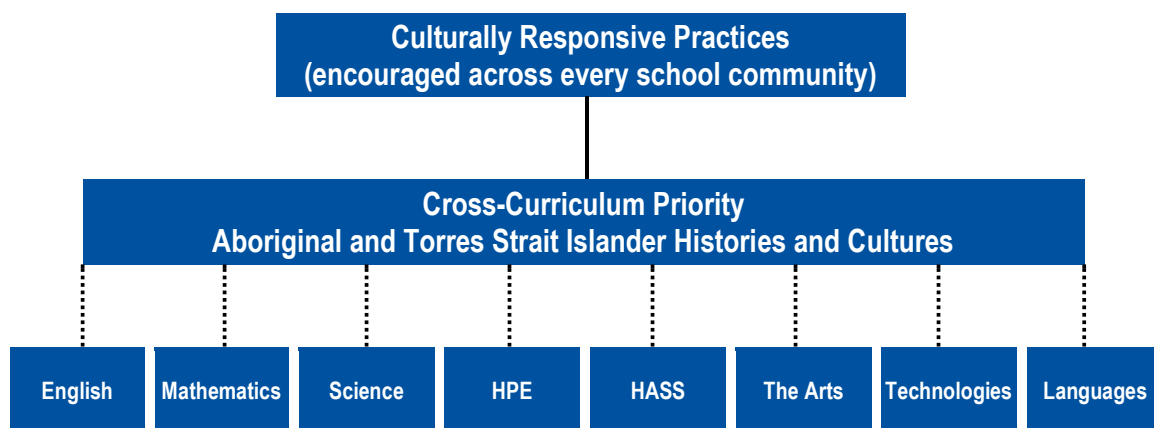 Culturally Responsive Practices
(encouraged across every school community)
Cross-Curriculum Priority
Aboriginal and Torres Strait Islander Histories and Cultures
English
Mathematics
Science
HPE
HASS
The Arts
Technologies
Languages